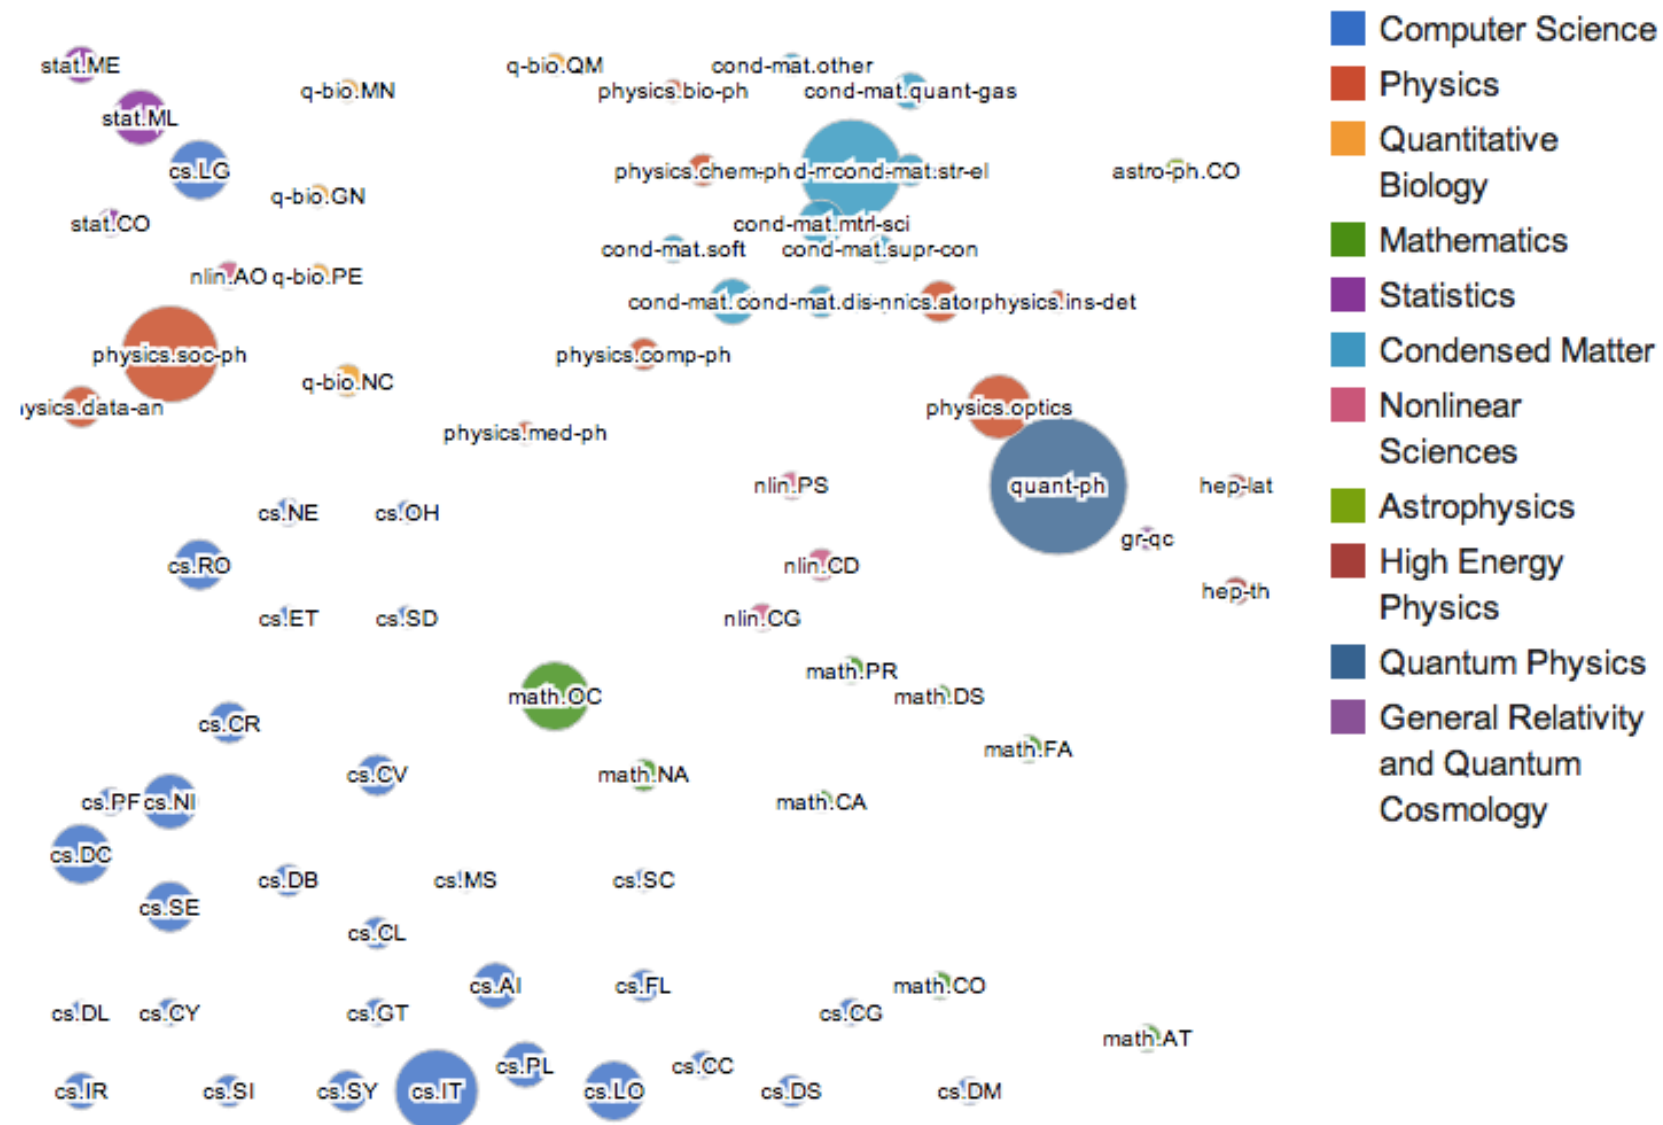 stat.ME
q-bio.QM
cond-mat.other
q-bio.MN
physics.bio-ph
cond-mat.quant-gas
stat.ML
cs.LG
physics.chem-ph
cond-mat.str-el
astro-ph.CO
q-bio.GN
stat.CO
cond-mat.mtrl-sci
cond-mat.soft
cond-mat.supr-con
nlin.AO
q-bio.PE
cond-mat.
cond-mat.dis-n
physics.ins-det
physics.soc-ph
physics.comp-ph
q-bio.NC
ysics.data-an
physics.optics
physics.med-ph
nlin.PS
quant-ph
hep-lat
cs.NE
cs.OH
gr-qc
cs.RO
nlin.CD
hep-th
cs.ET
cs.SD
nlin.CG
math.PR
math.OC
math.DS
cs.CR
math.FA
cs.CV
math.NA
cs.PF
cs.NI
math.CA
cs.DC
cs.DB
cs.MS
cs.SC
cs.SE
cs.CL
cs.AI
cs.FL
math.CO
cs.DL
cs.CY
cs.GT
cs.CG
math.AT
cs.PL
cs.CC
cs.IR
cs.SI
cs.SY
cs.IT
cs.LO
cs.DS
cs.DM
Computer Science
Physics
Quantitative
Biology
Mathematics
Statistics
Condensed Matter
Nonlinear
Sciences
Astrophysics
High Energy
Physics
Quantum Physics
General Relativity
and Quantum
Cosmology